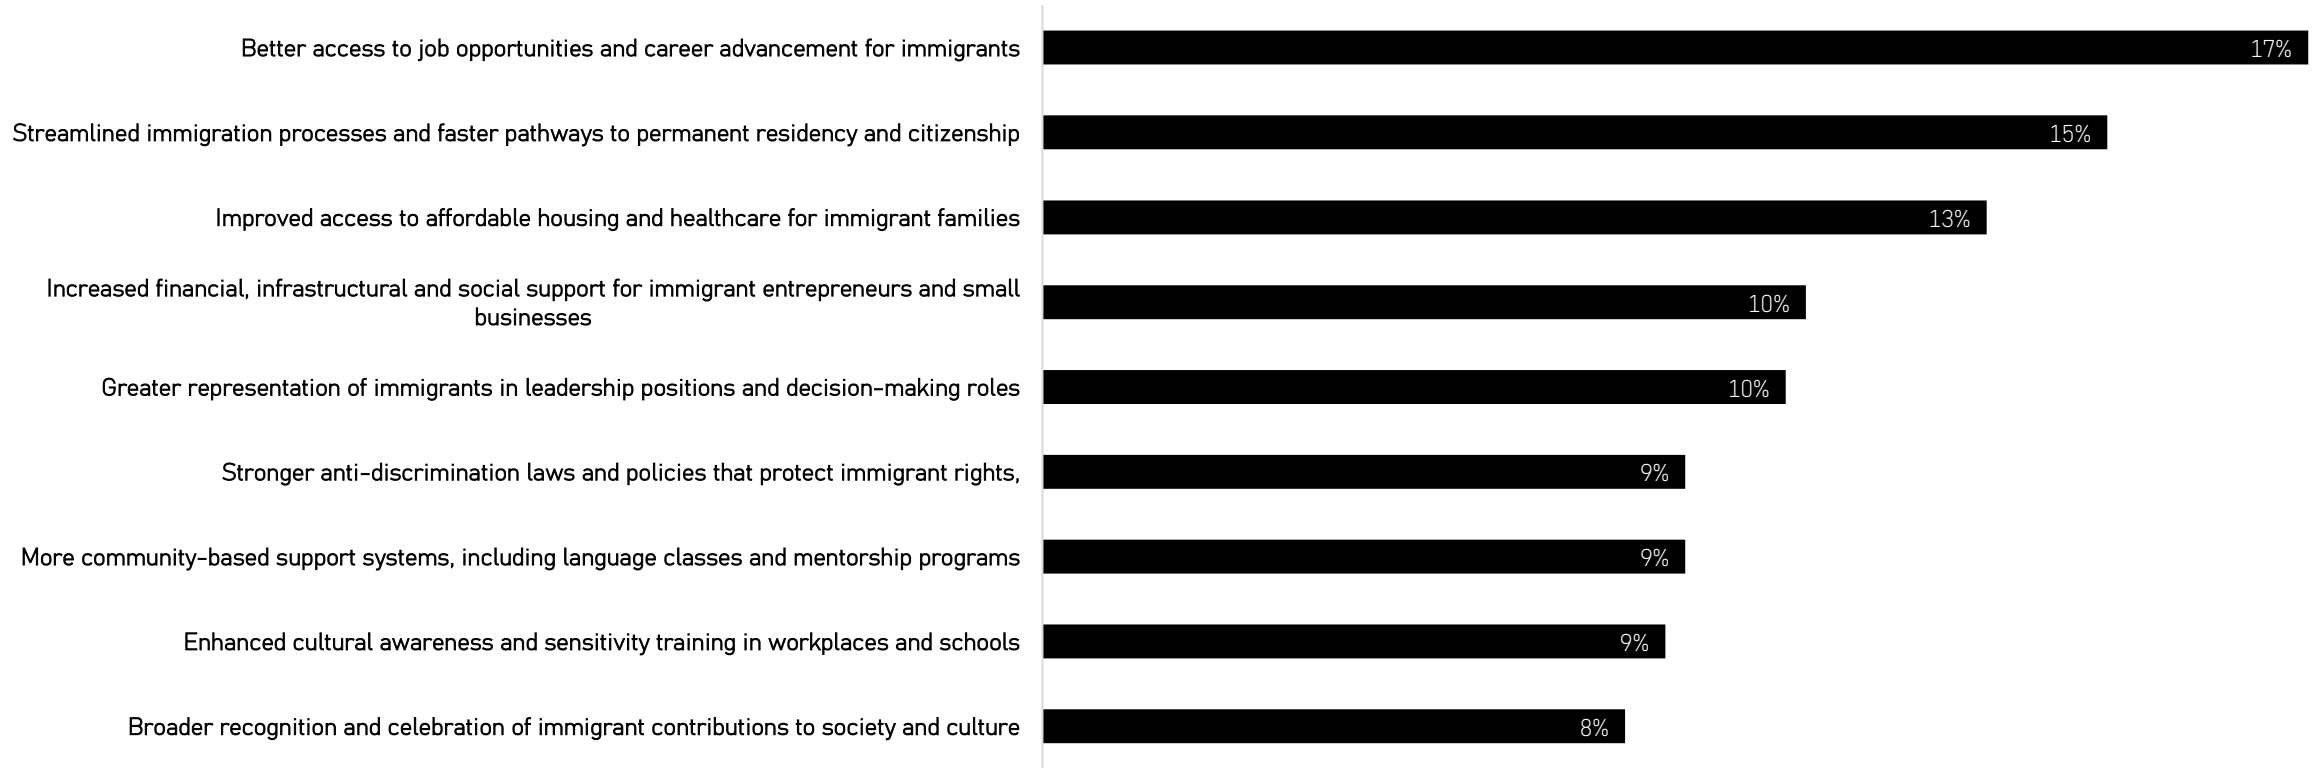 Better access to job opportunities and career advancement for immigrants 17%
Streamlined immigration processes and faster pathways to permanent residency and citizenship 15%
Improved access to affordable housing and healthcare for immigrant families 13%
Increased financial, infrastructural and social support for immigrant entrepreneurs and small
businesses 10%
Greater representation of immigrants in leadership positions and decision-making roles 10%
Stronger anti-discrimination laws and policies that protect immigrant rights, 9%
More community-based support systems, including language classes and mentorship programs 9%
Enhanced cultural awareness and sensitivity training in workplaces and schools 9%
Broader recognition and celebration of immigrant contributions to society and culture 8%